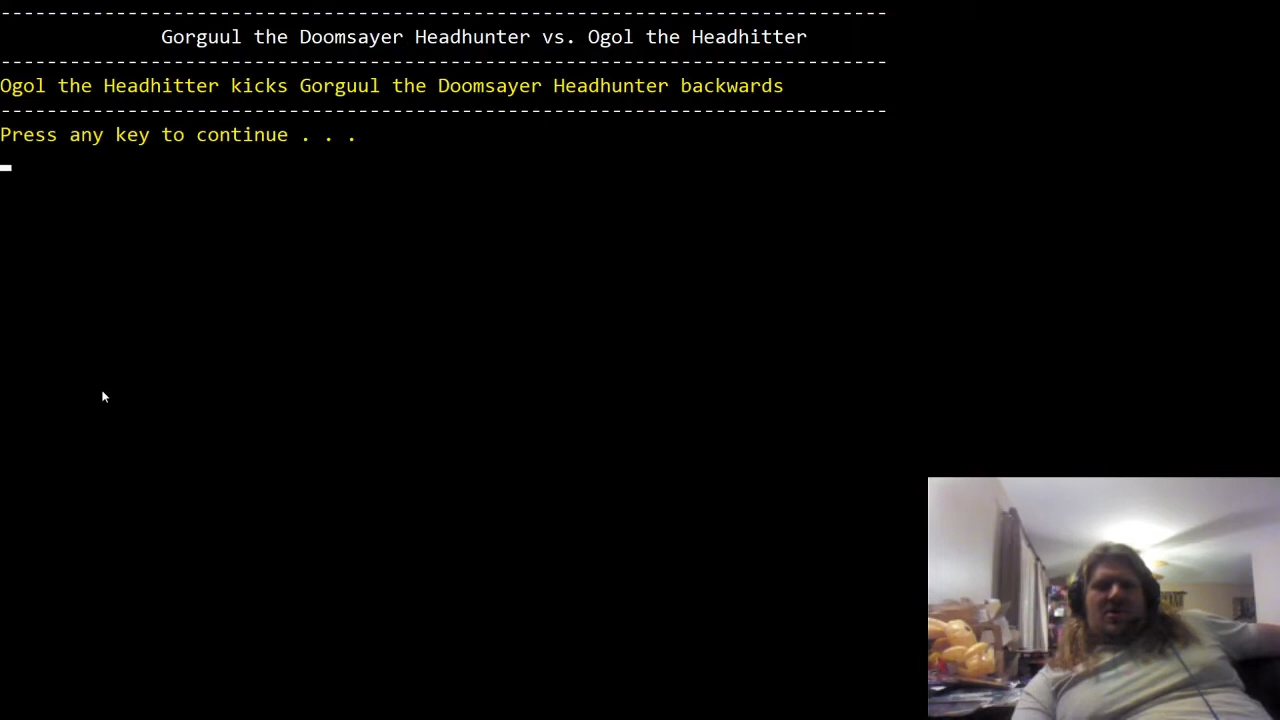 -----------------------------------------------------------------------------
Gorguul the Doomsayer Headhunter vs. Ogol the Headhitter
-----------------------------------------------------------------------------
Ogol the Headhitter kicks Gorguul the Doomsayer Headhunter backwards
-----------------------------------------------------------------------------
Press any key to continue . . .